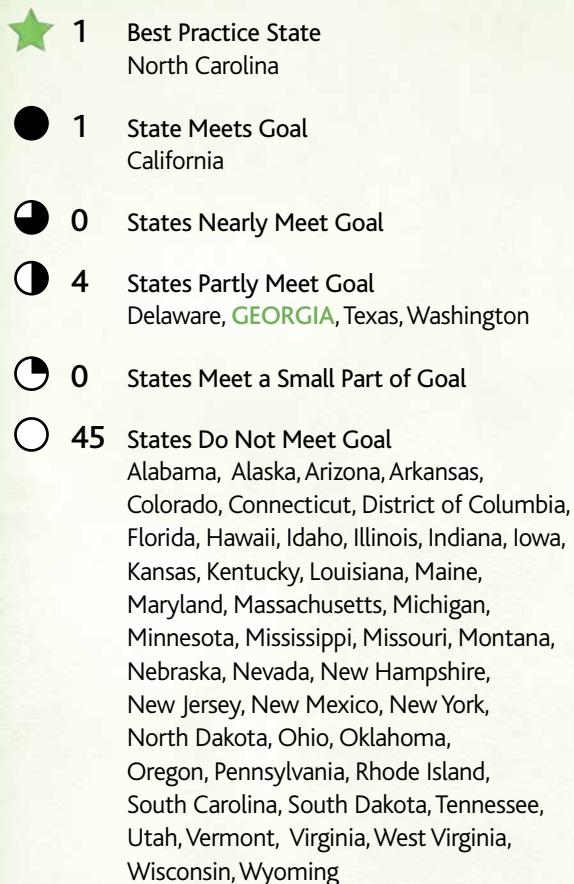 1 Best Practice State
North Carolina
1 State Meets Goal
California
0 States Nearly Meet Goal
4 States Partly Meet Goal
Delaware, GEORGIA, Texas, Washington
0 States Meet a Small Part of Goal
45 States Do Not Meet Goal
Alabama, Alaska, Arizona, Arkansas,
Colorado, Connecticut, District of Columbia,
Florida, Hawaii, Idaho, Illinois, Indiana, Iowa,
Kansas, Kentucky, Louisiana, Maine,
Maryland, Massachusetts, Michigan,
Minnesota, Mississippi, Missouri, Montana,
Nebraska, Nevada, New Hampshire,
New Jersey, New Mexico, New York,
North Dakota, Ohio, Oklahoma,
Oregon, Pennsylvania, Rhode Island,
South Carolina, South Dakota, Tennessee,
Utah, Vermont, Virginia, West Virginia,
Wisconsin, Wyoming